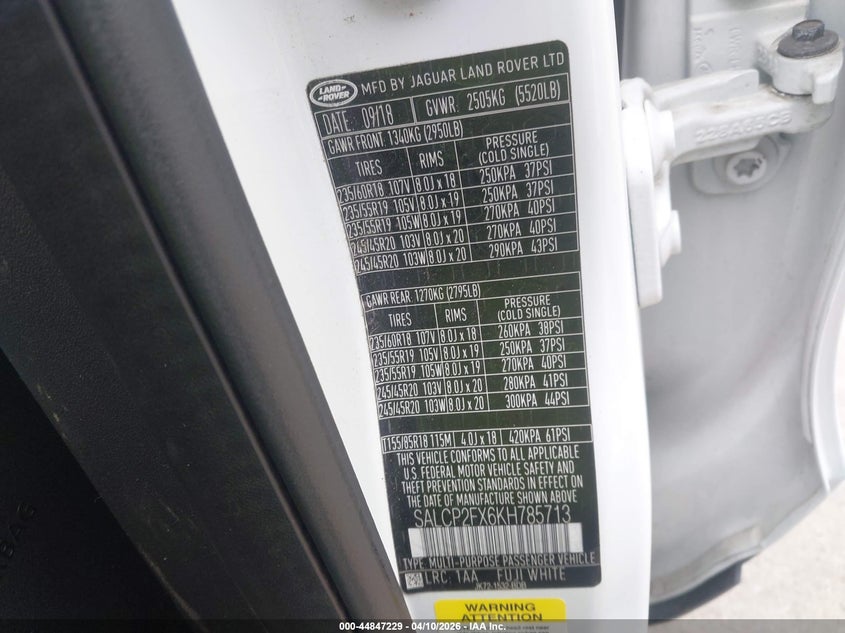 LAND ROVER MFD BY JAGUAR LAND ROVER LTD
DATE: 09/18 GVWR: 2505KG (5520LB)
GAWR FRONT: 1340KG (2950LB)
TIRES RIMS PRESSURE (COLD SINGLE)
235/60R18 107V 8.0J x 18 250KPA 37PSI
235/55R19 105V 8.0J x 19 250KPA 37PSI
235/55R19 105W 8.0J x 19 270KPA 40PSI
245/45R20 103V 8.0J x 20 270KPA 40PSI
245/45R20 103W 8.0J x 20 290KPA 43PSI
GAWR REAR: 1270KG (2795LB)
TIRES RIMS PRESSURE (COLD SINGLE)
235/60R18 107V 8.0J x 18 260KPA 38PSI
235/55R19 105V 8.0J x 19 250KPA 37PSI
235/55R19 105W 8.0J x 19 270KPA 40PSI
245/45R20 103V 8.0J x 20 280KPA 41PSI
245/45R20 103W 8.0J x 20 300KPA 44PSI
T155/85R18 115M 4.0J x 18 420KPA 61PSI
THIS VEHICLE CONFORMS TO ALL APPLICABLE
U.S. FEDERAL MOTOR VEHICLE SAFETY AND
THEFT PREVENTION STANDARDS IN EFFECT ON
THE DATE OF MANUFACTURE SHOWN ABOVE
SALCP2FX6KH785713
TYPE: MULTI-PURPOSE PASSENGER VEHICLE
LRC: 1AA FUJI WHITE
JK72-1532-BDB
WARNING
ATTENTION
000-44847229 - 04/10/2026 - IAA Inc.